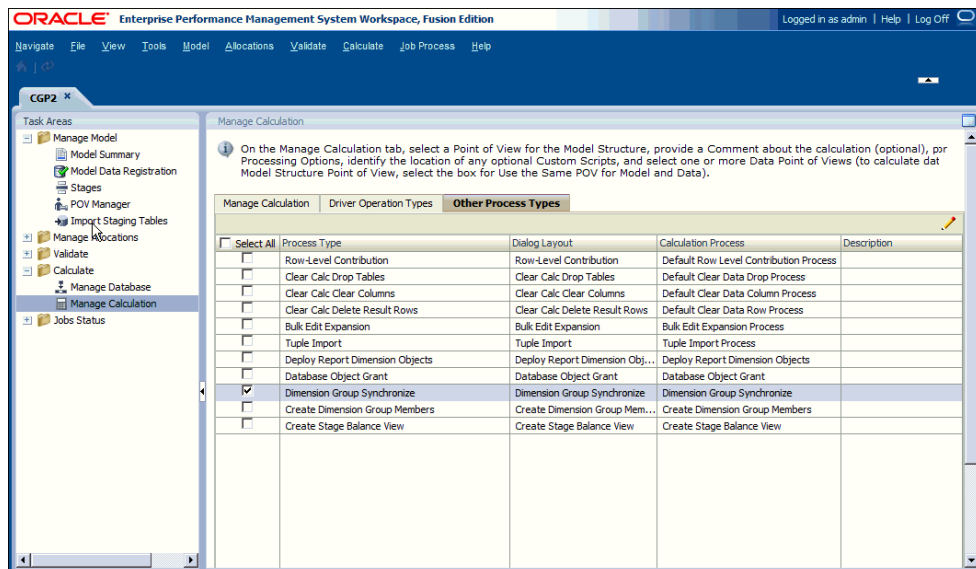 ORACLE Enterprise Performance Management System Workspace, Fusion Edition
Logged in as admin | Help | Log Off
Navigate File View Tools Model Allocations Validate Calculate Job Process Help
CGP2
Task Areas
Manage Model
Model Summary
Model Data Registration
Stages
POV Manager
Import Staging Tables
Manage Allocations
Validate
Calculate
Manage Database
Manage Calculation
Jobs Status
Manage Calculation
On the Manage Calculation tab, select a Point of View for the Model Structure, provide a Comment about the calculation (optional), pr
Processing Options, identify the location of any optional Custom Scripts, and select one or more Data Point of Views (to calculate dat
Model Structure Point of View, select the box for Use the Same POV for Model and Data).
Manage Calculation Driver Operation Types Other Process Types
Select All Process Type Dialog Layout Calculation Process Description
Row-Level Contribution Row-Level Contribution Default Row Level Contribution Process
Clear Calc Drop Tables Clear Calc Drop Tables Default Clear Data Drop Process
Clear Calc Clear Columns Clear Calc Clear Columns Default Clear Data Column Process
Clear Calc Delete Result Rows Clear Calc Delete Result Rows Default Clear Data Row Process
Bulk Edit Expansion Bulk Edit Expansion Bulk Edit Expansion Process
Tuple Import Tuple Import Tuple Import Process
Deploy Report Dimension Objects Deploy Report Dimension Obj... Deploy Report Dimension Objects
Database Object Grant Database Object Grant Database Object Grant
Dimension Group Synchronize Dimension Group Synchronize Dimension Group Synchronize
Create Dimension Group Members Create Dimension Group Mem... Create Dimension Group Members
Create Stage Balance View Create Stage Balance View Create Stage Balance View